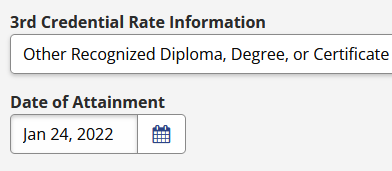 3rd Credential Rate Information
Other Recognized Diploma, Degree, or Certificate
Date of Attainment
Jan 24, 2022